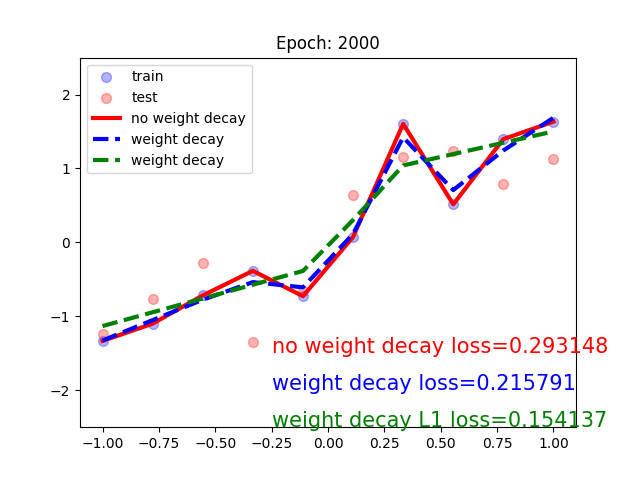 Epoch: 2000
train
test
no weight decay
weight decay
weight decay
2
1
0
−1
−2
no weight decay loss=0.293148
weight decay loss=0.215791
weight decay L1 loss=0.154137
−1.00 −0.75 −0.50 −0.25 0.00 0.25 0.50 0.75 1.00